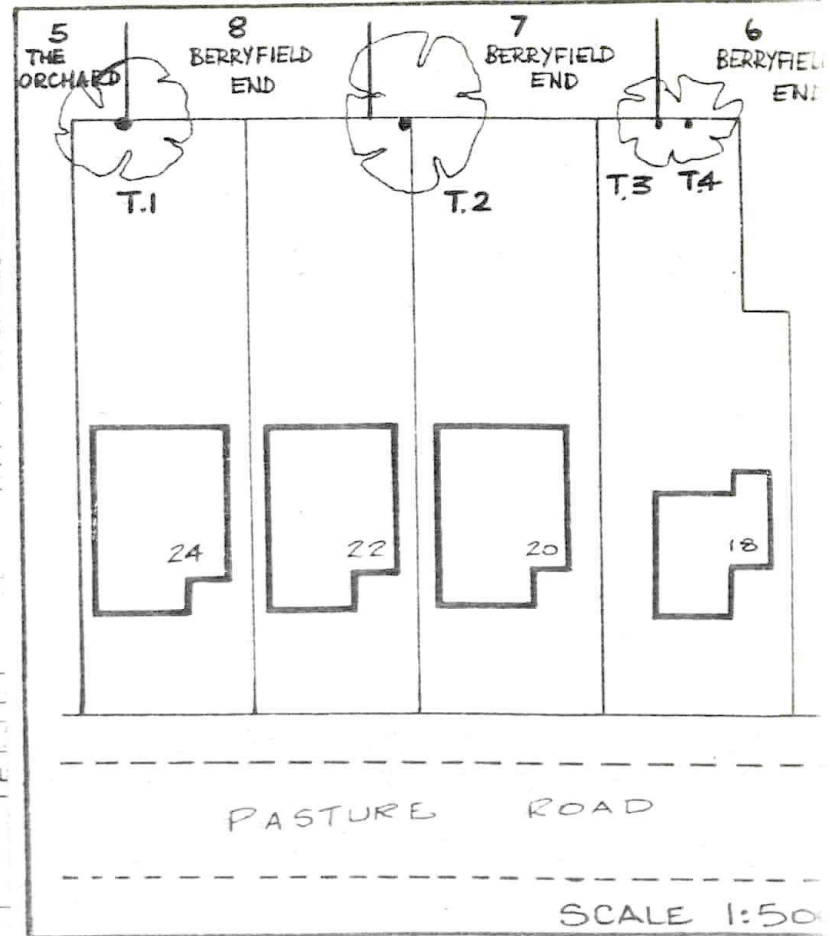 5
THE
ORCHARD
8
BERRYFIELD
END
7
BERRYFIELD
END
6
T.1
T.2
T.3 T.4
24
22
20
18
PASTURE ROAD
SCALE